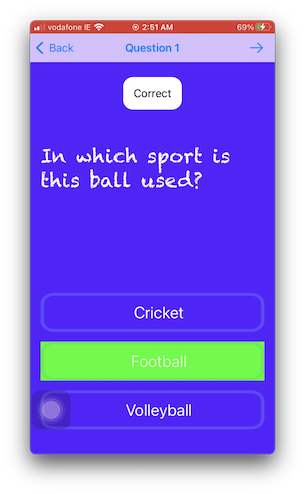 vodafone IE 2:51 AM 69%
Back Question 1
Correct
In which sport is
this ball used?
Cricket
Football
Volleyball